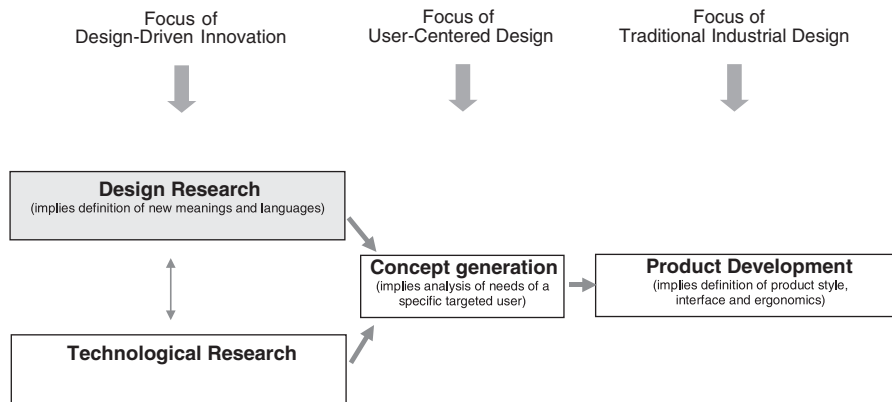 Focus of
Design-Driven Innovation
Focus of
User-Centered Design
Focus of
Traditional Industrial Design
Design Research
(implies definition of new meanings and languages)
Concept generation
(implies analysis of needs of a
specific targeted user)
Product Development
(implies definition of product style,
interface and ergonomics)
Technological Research